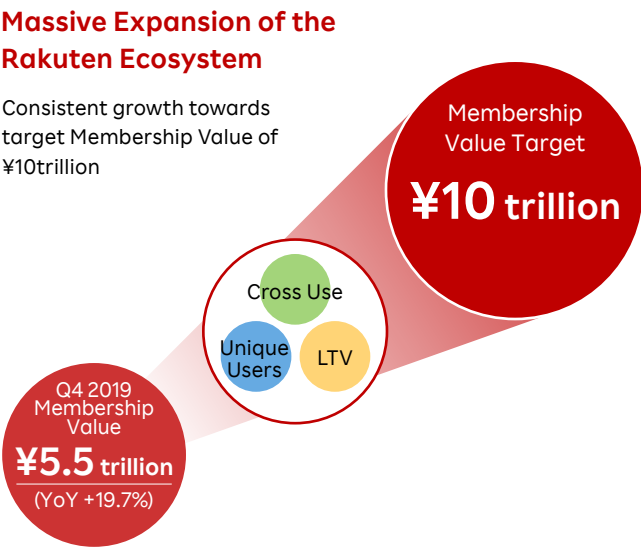 Massive Expansion of the
Rakuten Ecosystem
Consistent growth towards
target Membership Value of
¥10trillion
Membership
Value Target
¥10 trillion
Cross Use
Unique
Users
LTV
Q4 2019
Membership
Value
¥5.5 trillion
(YoY +19.7%)